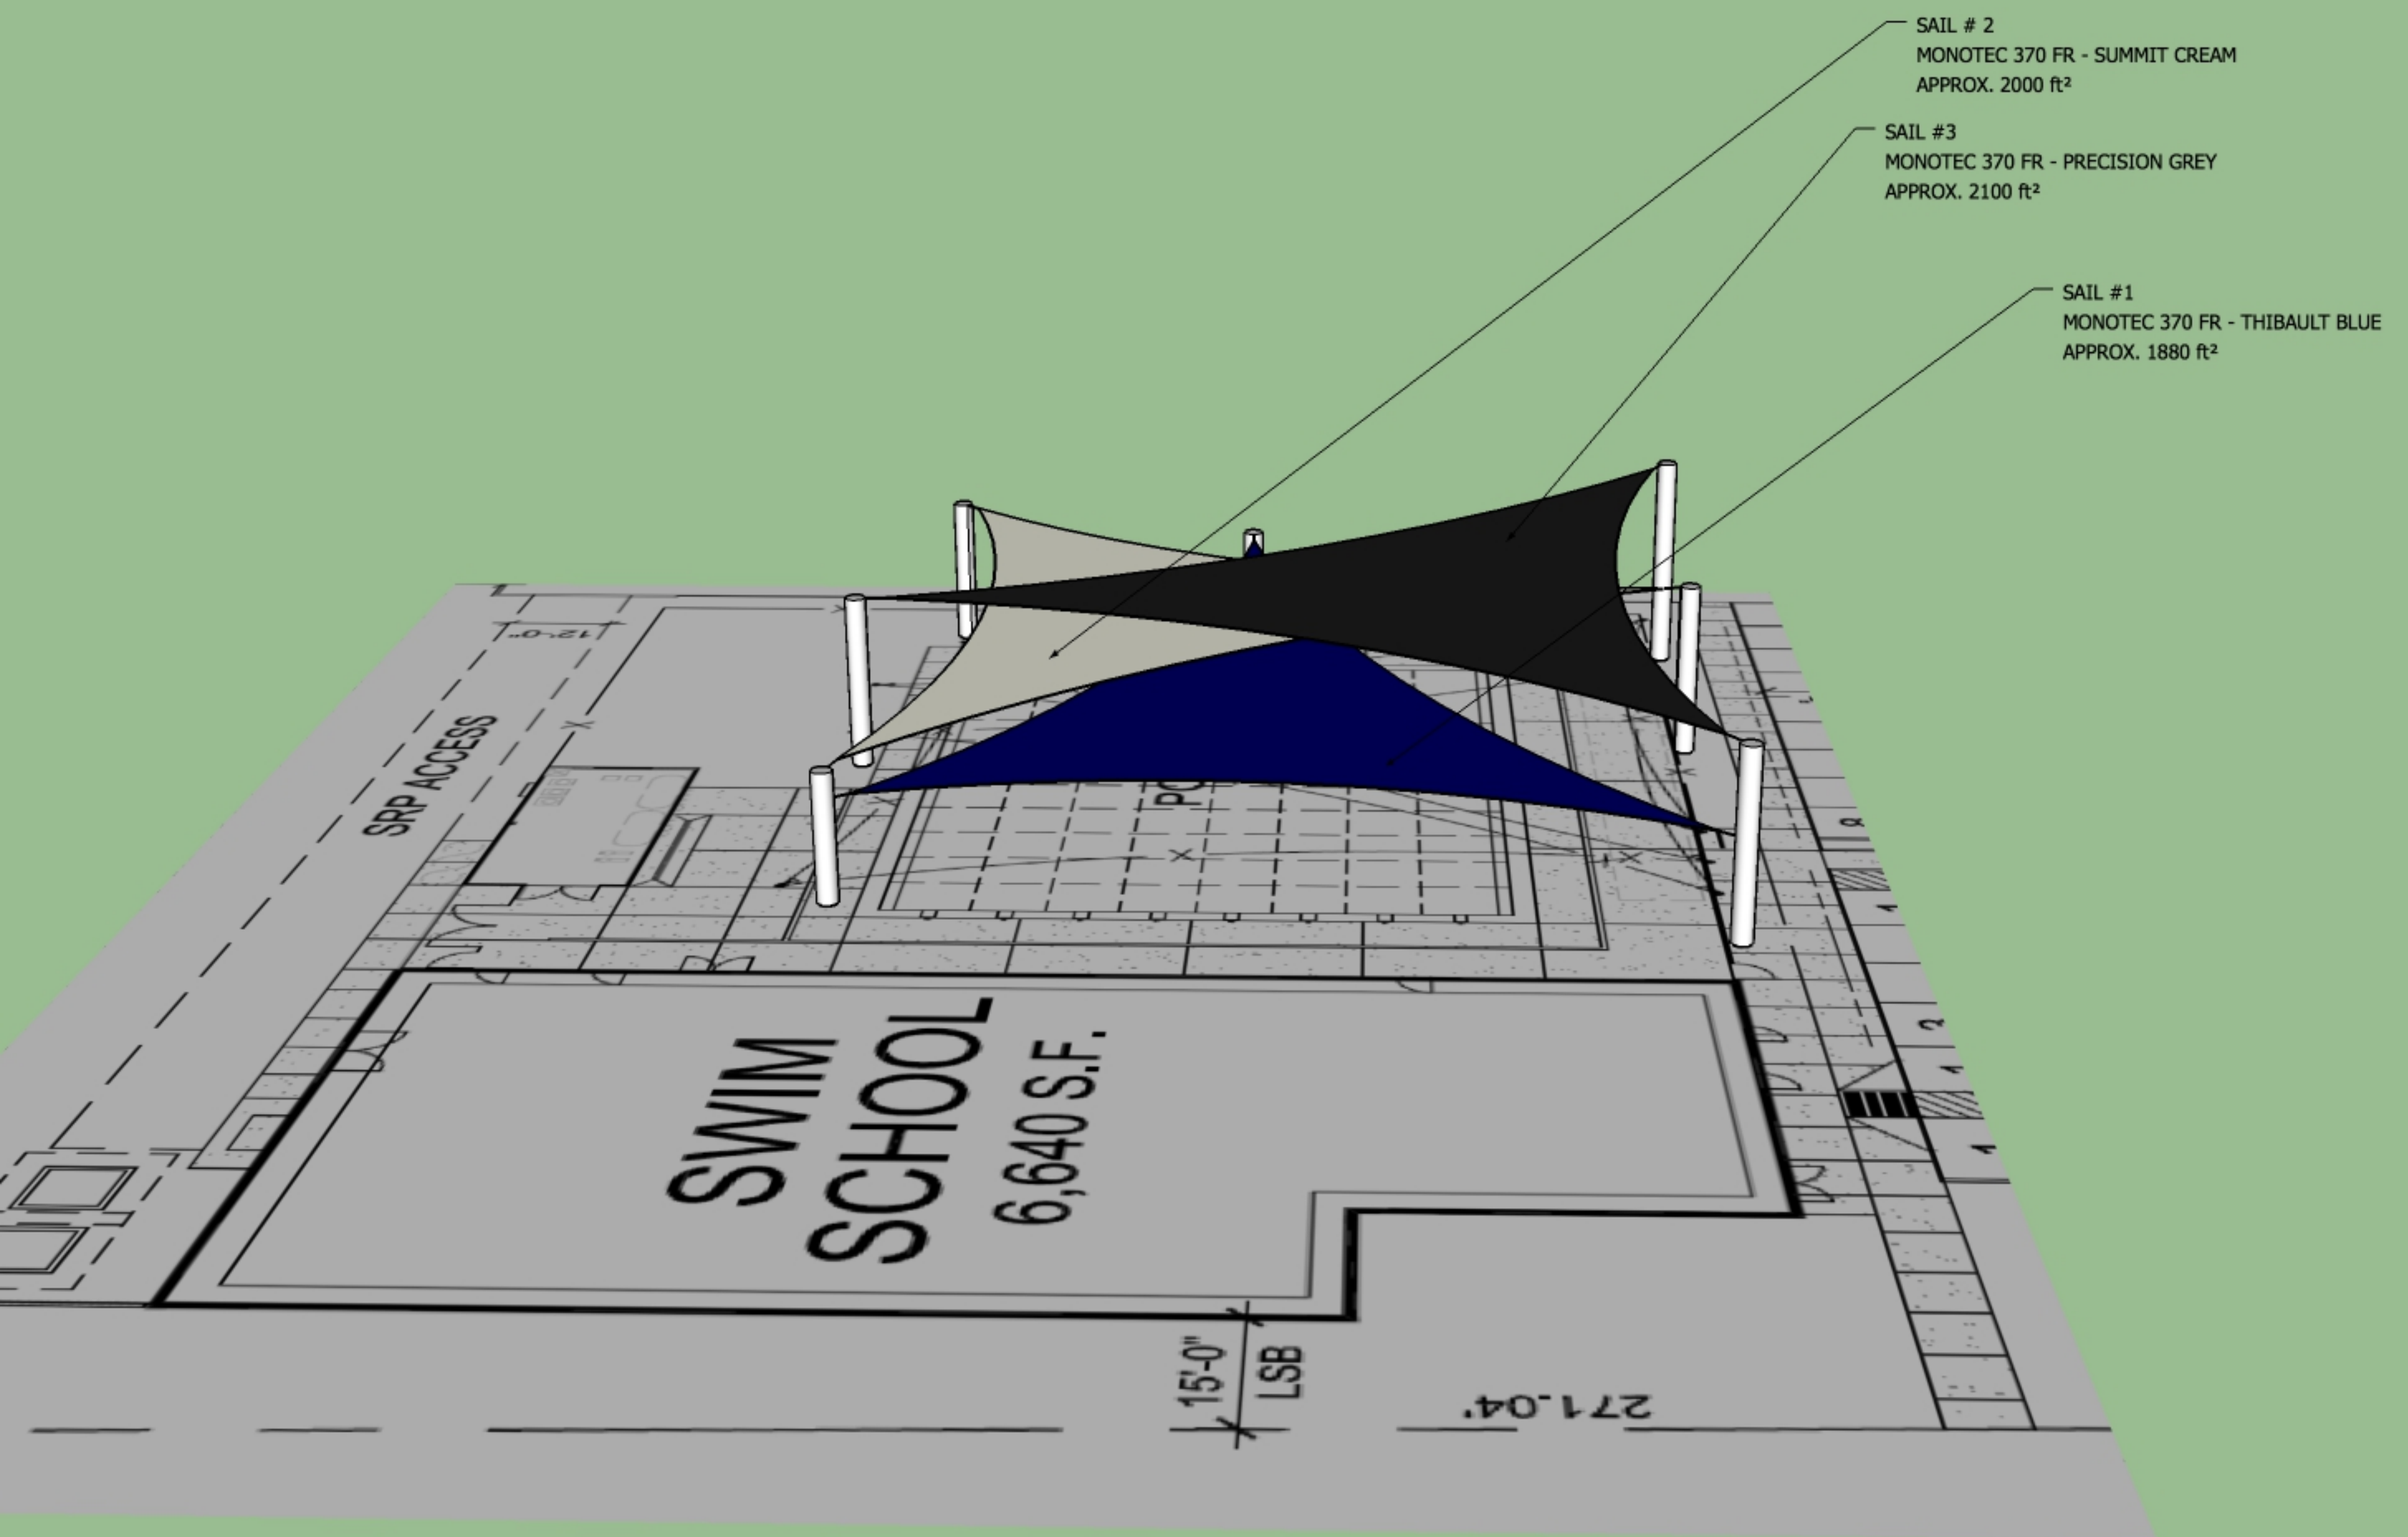 SAIL # 2
MONOTEC 370 FR - SUMMIT CREAM
APPROX. 2000 ft²
SAIL #3
MONOTEC 370 FR - PRECISION GREY
APPROX. 2100 ft²
SAIL #1
MONOTEC 370 FR - THIBAULT BLUE
APPROX. 1880 ft²
12'-0"
SRP ACCESS
SWIM
SCHOOL
6,640 S.F.
15'-0"
LSB
271.04'